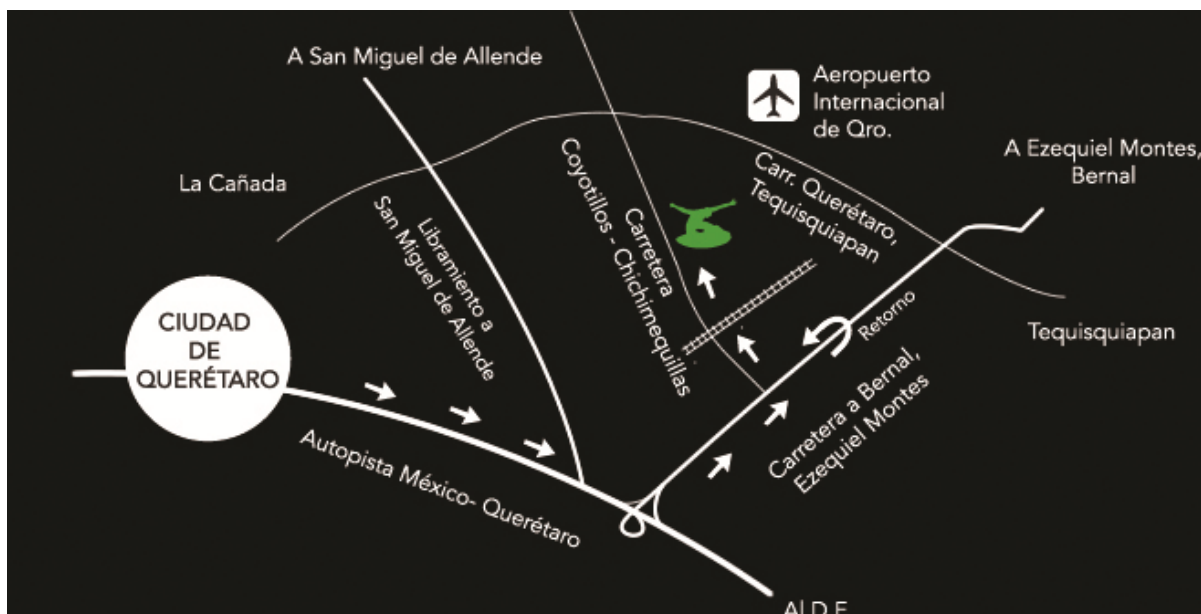 A San Miguel de Allende
Aeropuerto
Internacional
de Qro.
A Ezequiel Montes,
Bernal
La Cañada
Libramiento a
San Miguel de Allende
Carretera
Coyotillos - Chichimequillas
Carr. Querétaro,
Tequisquiapan
CIUDAD
DE
QUERÉTARO
Retorno
Tequisquiapan
Carretera a Bernal,
Ezequiel Montes
Autopista México- Querétaro
Al D.F.